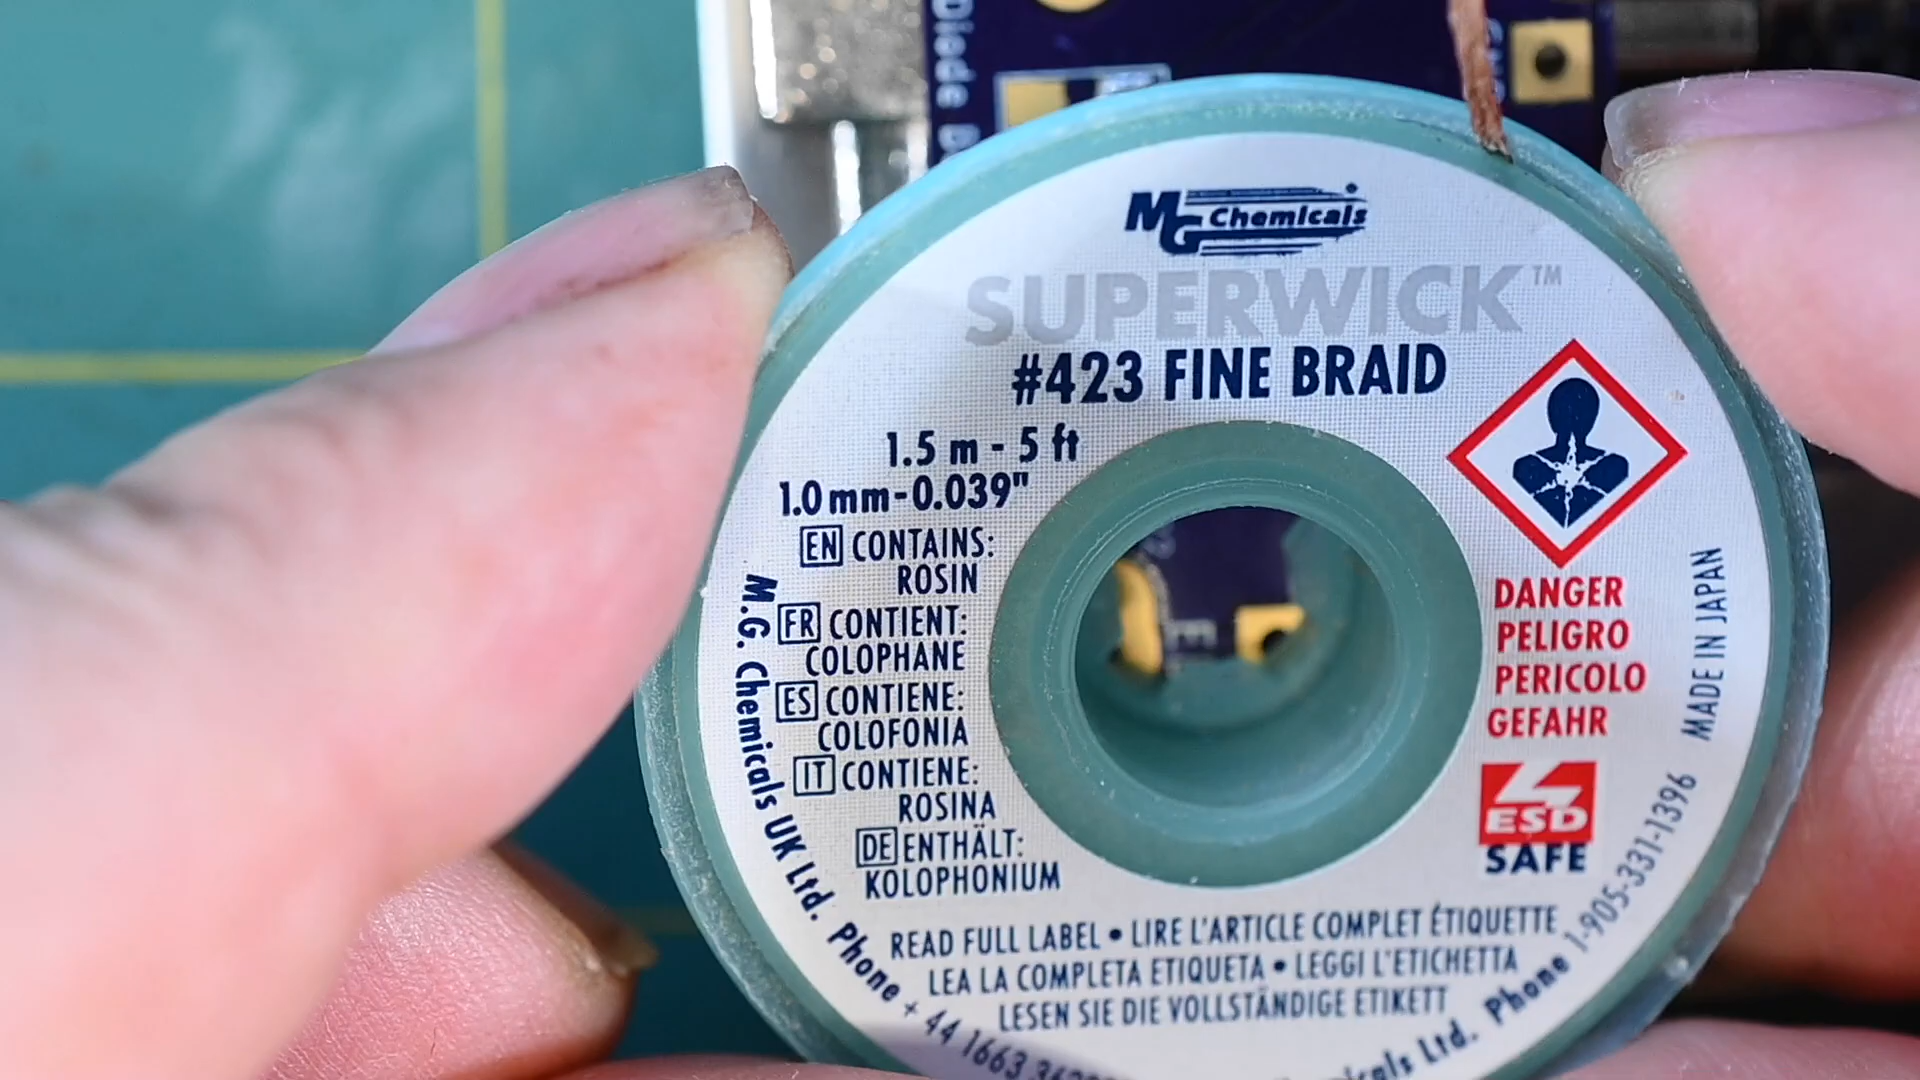 Diode
MG Chemicals
SUPERWICK™
#423 FINE BRAID
1.5 m - 5 ft
1.0 mm - 0.039"
EN CONTAINS:
ROSIN
FR CONTIENT:
COLOPHANE
ES CONTIENE:
COLOFONIA
IT CONTIENE:
ROSINA
DE ENTHÄLT:
KOLOPHONIUM
DANGER
PELIGRO
PERICOLO
GEFAHR
ESD
SAFE
MADE IN JAPAN
READ FULL LABEL • LIRE L'ARTICLE COMPLET ÉTIQUETTE
LEA LA COMPLETA ETIQUETA • LEGGI L'ETICHETTA
LESEN SIE DIE VOLLSTÄNDIGE ETIKETT
M.G. Chemicals UK Ltd. Phone + 44 1663
Ltd. Phone 1-905-331-1396